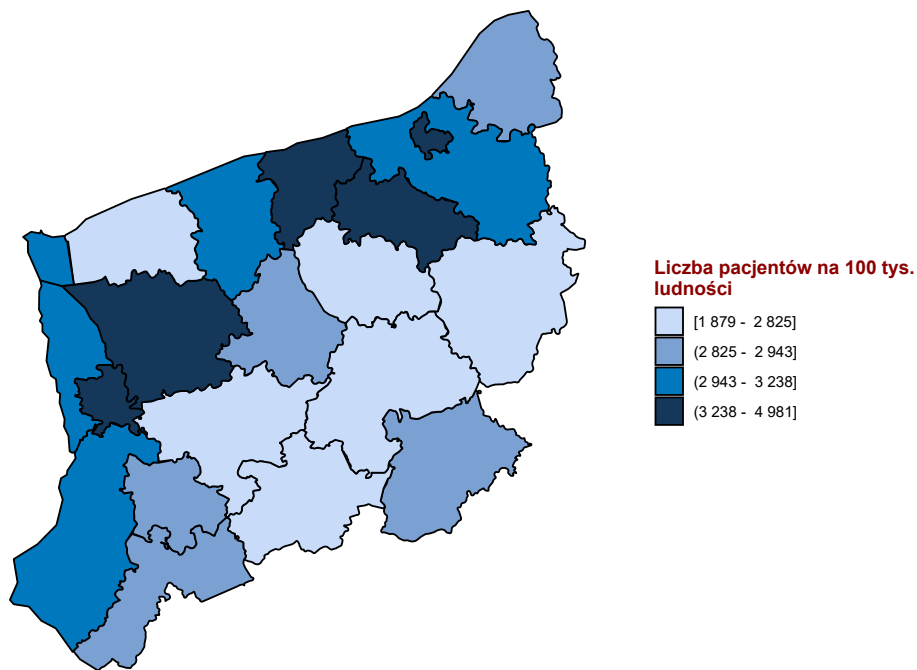 Liczba pacjentów na 100 tys.
ludności
[1 879 - 2 825]
(2 825 - 2 943]
(2 943 - 3 238]
(3 238 - 4 981]